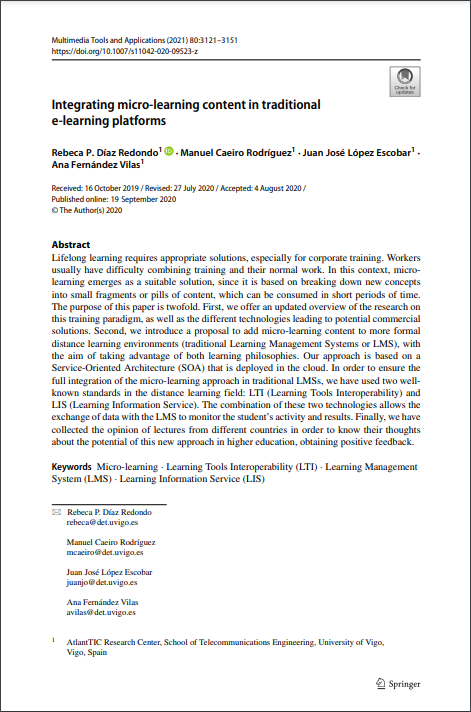 Multimedia Tools and Applications (2021) 80:3121–3151
https://doi.org/10.1007/s11042-020-09523-z
Check for
updates
Integrating micro-learning content in traditional
e-learning platforms
Rebeca P. Díaz Redondo1 · Manuel Caeiro Rodríguez1 · Juan José López Escobar1 ·
Ana Fernández Vilas1
Received: 16 October 2019 / Revised: 27 July 2020 / Accepted: 4 August 2020 /
Published online: 19 September 2020
© The Author(s) 2020
Abstract
Lifelong learning requires appropriate solutions, especially for corporate training. Workers
usually have difficulty combining training and their normal work. In this context, micro-
learning emerges as a suitable solution, since it is based on breaking down new concepts
into small fragments or pills of content, which can be consumed in short periods of time.
The purpose of this paper is twofold. First, we offer an updated overview of the research on
this training paradigm, as well as the different technologies leading to potential commercial
solutions. Second, we introduce a proposal to add micro-learning content to more formal
distance learning environments (traditional Learning Management Systems or LMS), with
the aim of taking advantage of both learning philosophies. Our approach is based on a
Service-Oriented Architecture (SOA) that is deployed in the cloud. In order to ensure the
full integration of the micro-learning approach in traditional LMSs, we have used two well-
known standards in the distance learning field: LTI (Learning Tools Interoperability) and
LIS (Learning Information Service). The combination of these two technologies allows the
exchange of data with the LMS to monitor the student's activity and results. Finally, we have
collected the opinion of lectures from different countries in order to know their thoughts
about the potential of this new approach in higher education, obtaining positive feedback.
Keywords Micro-learning · Learning Tools Interoperability (LTI) · Learning Management
System (LMS) · Learning Information Service (LIS)
Rebeca P. Díaz Redondo
rebeca@det.uvigo.es
Manuel Caeiro Rodríguez
mcaeiro@det.uvigo.es
Juan José López Escobar
juanjo@det.uvigo.es
Ana Fernández Vilas
avilas@det.uvigo.es
1 AtlantTIC Research Center, School of Telecommunications Engineering, University of Vigo,
Vigo, Spain
Springer